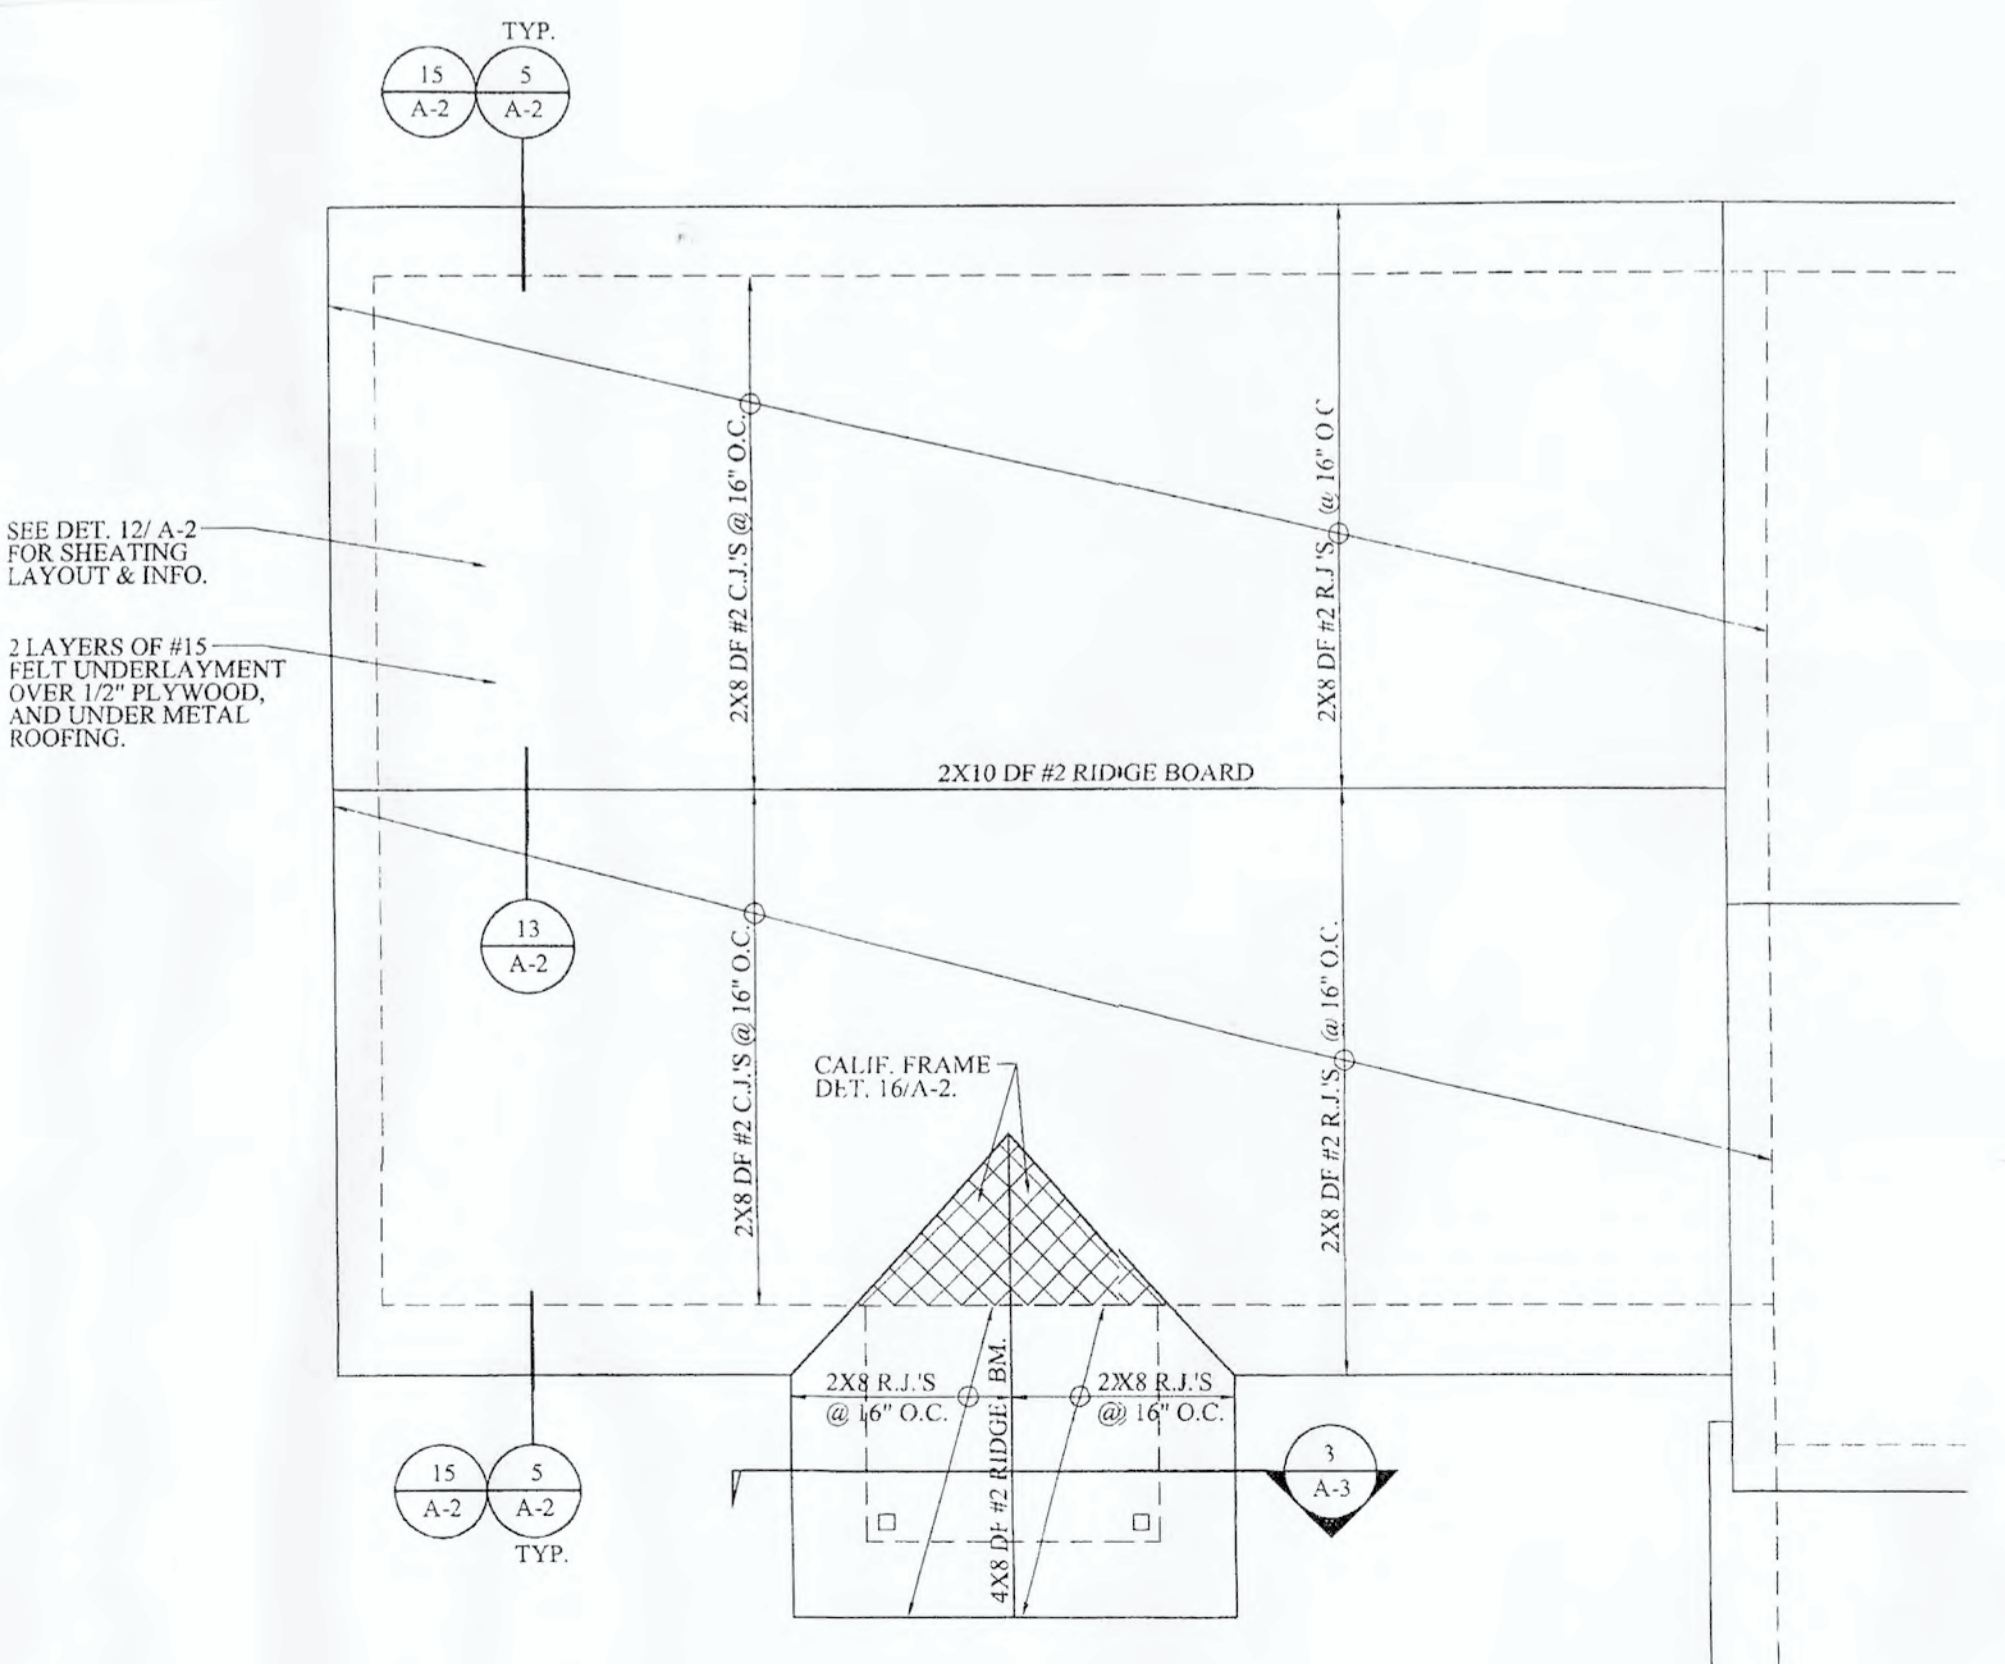 TYP.
15
A-2
5
A-2
2X8 DF #2 C.J.'S @ 16" O.C.
2X8 DF #2 R.J.'S @ 16" O.C
SEE DET. 12/ A-2
FOR SHEATING
LAYOUT & INFO.
2 LAYERS OF #15
FELT UNDERLAYMENT
OVER 1/2" PLYWOOD,
AND UNDER METAL
ROOFING.
2X10 DF #2 RIDGE BOARD
13
A-2
2X8 DF #2 C.J.'S @ 16" O.C.
2X8 DF #2 R.J.'S @ 16" O.C.
CALIF. FRAME
DET. 16/A-2.
2X8 R.J.'S
@ 16" O.C.
2X8 R.J.'S
@ 16" O.C.
4X8 DF #2 RIDGE BM.
3
A-3
15
A-2
5
A-2
TYP.